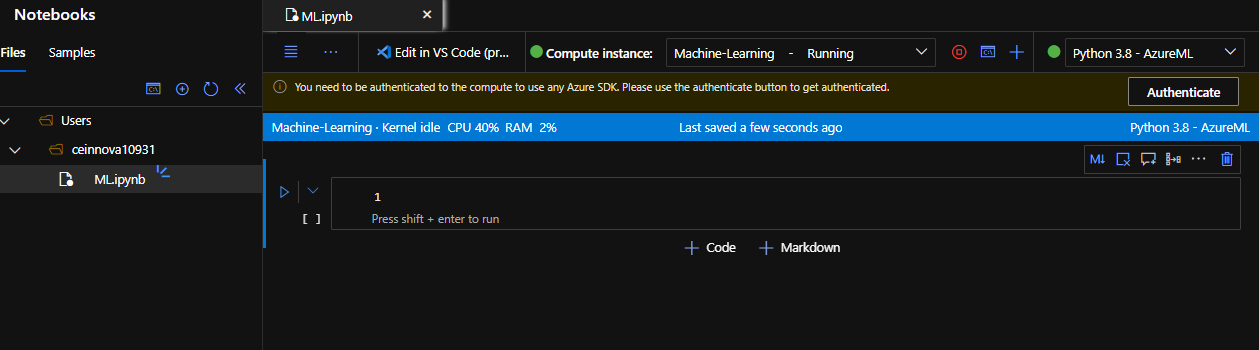 Notebooks
ML.ipynb
Files Samples
Edit in VS Code (pr... Compute instance: Machine-Learning - Running Python 3.8 - AzureML
You need to be authenticated to the compute to use any Azure SDK. Please use the authenticate button to get authenticated. Authenticate
Users
Machine-Learning · Kernel idle CPU 40% RAM 2% Last saved a few seconds ago Python 3.8 - AzureML
ceinnova10931
M↓
ML.ipynb
1
[ ] Press shift + enter to run
+ Code + Markdown